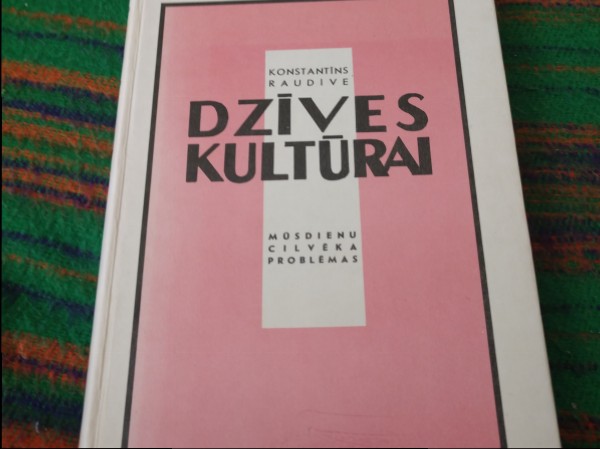 KONSTANTĪNS
RAUDIVE
DZĪVES
KULTŪRAI
MŪSDIENU
CILVĒKA
PROBLĒMAS